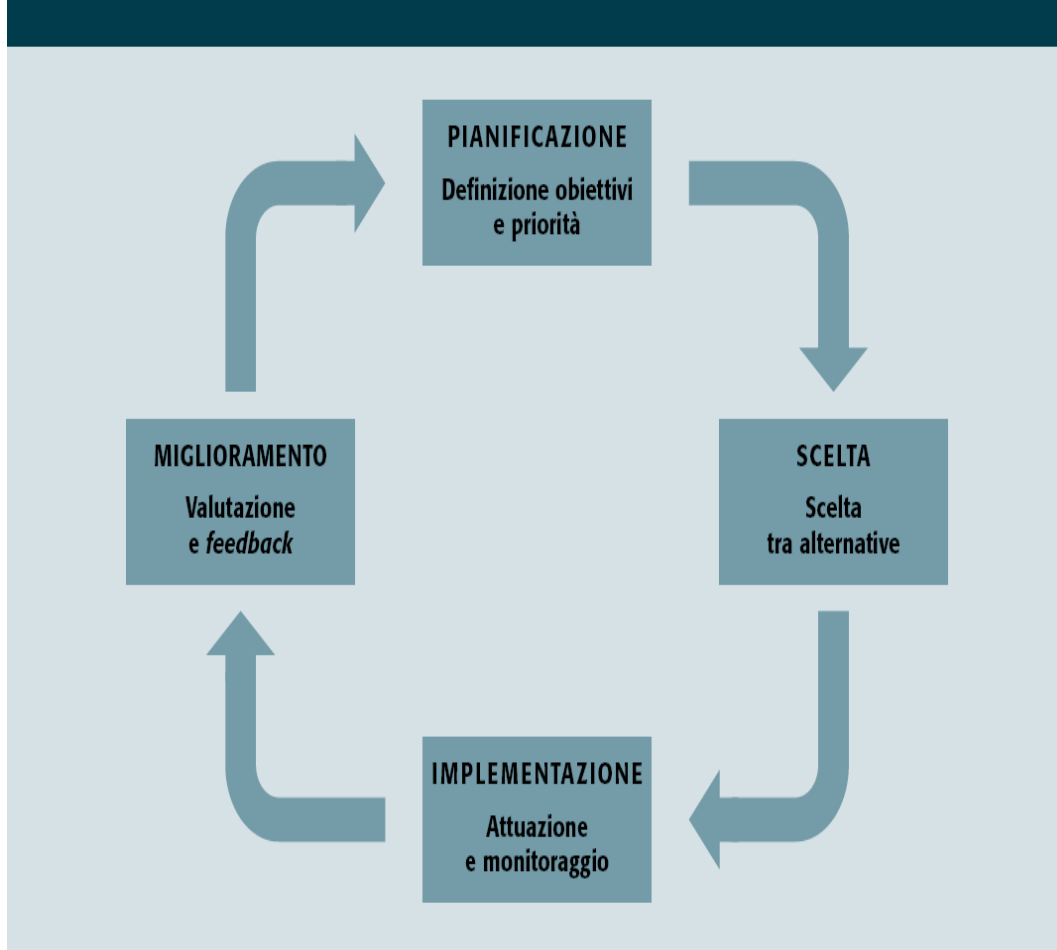 PIANIFICAZIONE
Definizione obiettivi
e priorità
MIGLIORAMENTO
Valutazione
e feedback
SCELTA
Scelta
tra alternative
IMPLEMENTAZIONE
Attuazione
e monitoraggio